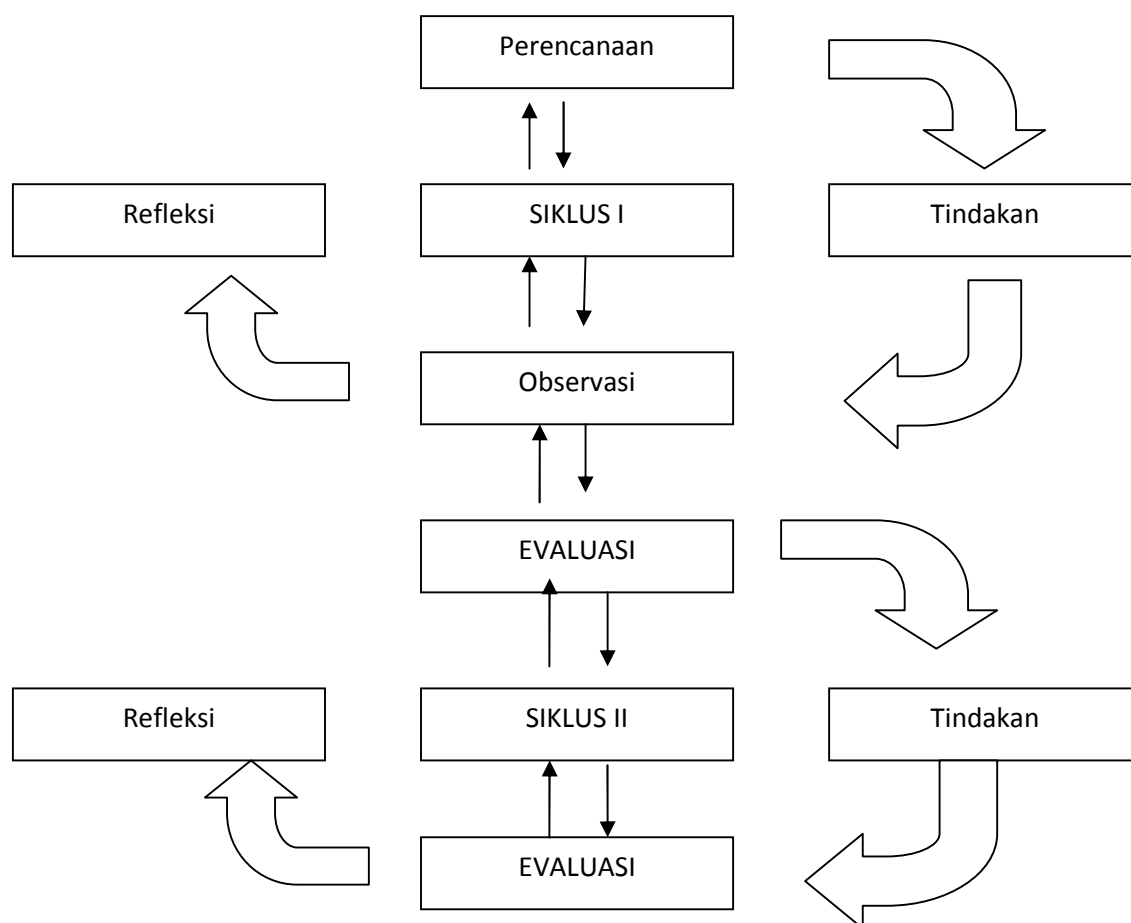 Perencanaan
Refleksi
SIKLUS I
Tindakan
Observasi
EVALUASI
Refleksi
SIKLUS II
Tindakan
EVALUASI